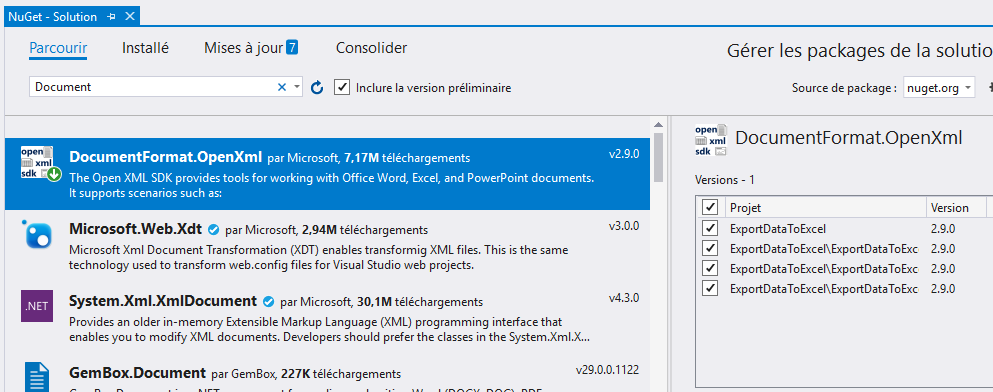 NuGet - Solution
Parcourir Installé Mises à jour 7 Consolider
Gérer les packages de la solutio
Document
Inclure la version préliminaire
Source de package : nuget.org
open
xml
sdk
DocumentFormat.OpenXml par Microsoft, 7,17M téléchargements v2.9.0
The Open XML SDK provides tools for working with Office Word, Excel, and PowerPoint documents.
It supports scenarios such as:
Microsoft.Web.Xdt par Microsoft, 2,94M téléchargements v3.0.0
Microsoft Xml Document Transformation (XDT) enables transformig XML files. This is the same
technology used to transform web.config files for Visual Studio web projects.
.NET
System.Xml.XmlDocument par Microsoft, 30,1M téléchargements v4.3.0
Provides an older in-memory Extensible Markup Language (XML) programming interface that
enables you to modify XML documents. Developers should prefer the classes in the System.Xml.X...
GemBox.Document par GemBox, 227K téléchargements v29.0.0.1122
open
xml
sdk
DocumentFormat.OpenXml
Versions - 1
Projet Version
ExportDataToExcel 2.9.0
ExportDataToExcel\ExportDataToExc 2.9.0
ExportDataToExcel\ExportDataToExc 2.9.0
ExportDataToExcel\ExportDataToExc 2.9.0